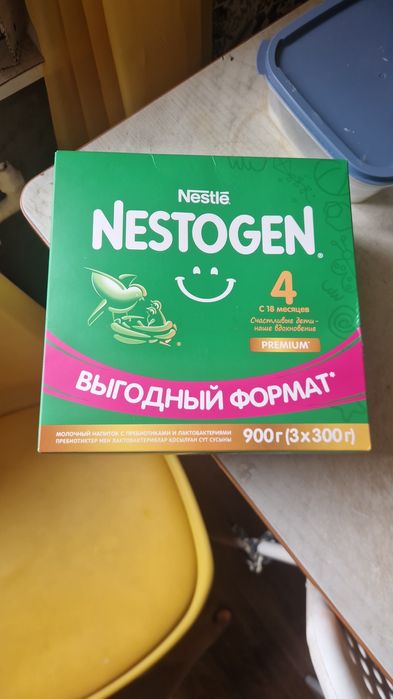 Nestlé
NESTOGEN®
4
С 18 месяцев
Счастливые дети -
наше вдохновение
PREMIUM*
ВЫГОДНЫЙ ФОРМАТ*
МОЛОЧНЫЙ НАПИТОК С ПРЕБИОТИКАМИ И ЛАКТОБАКТЕРИЯМИ
ПРЕБИОТИКТЕР МЕН ЛАКТОБАКТЕРИЯЛАР ҚОСЫЛҒАН СҮТ СУСЫНЫ
900 г (3 x 300 г)